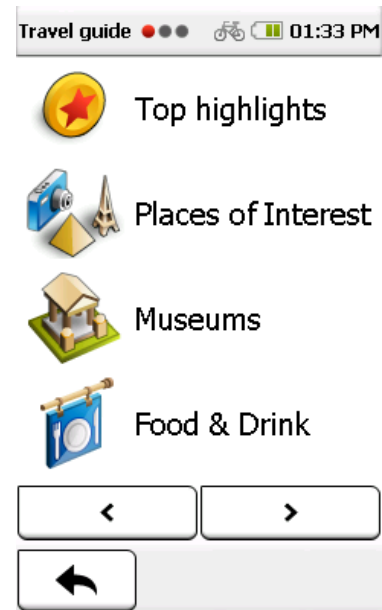 Travel guide 01:33 PM
Top highlights
Places of Interest
Museums
Food & Drink